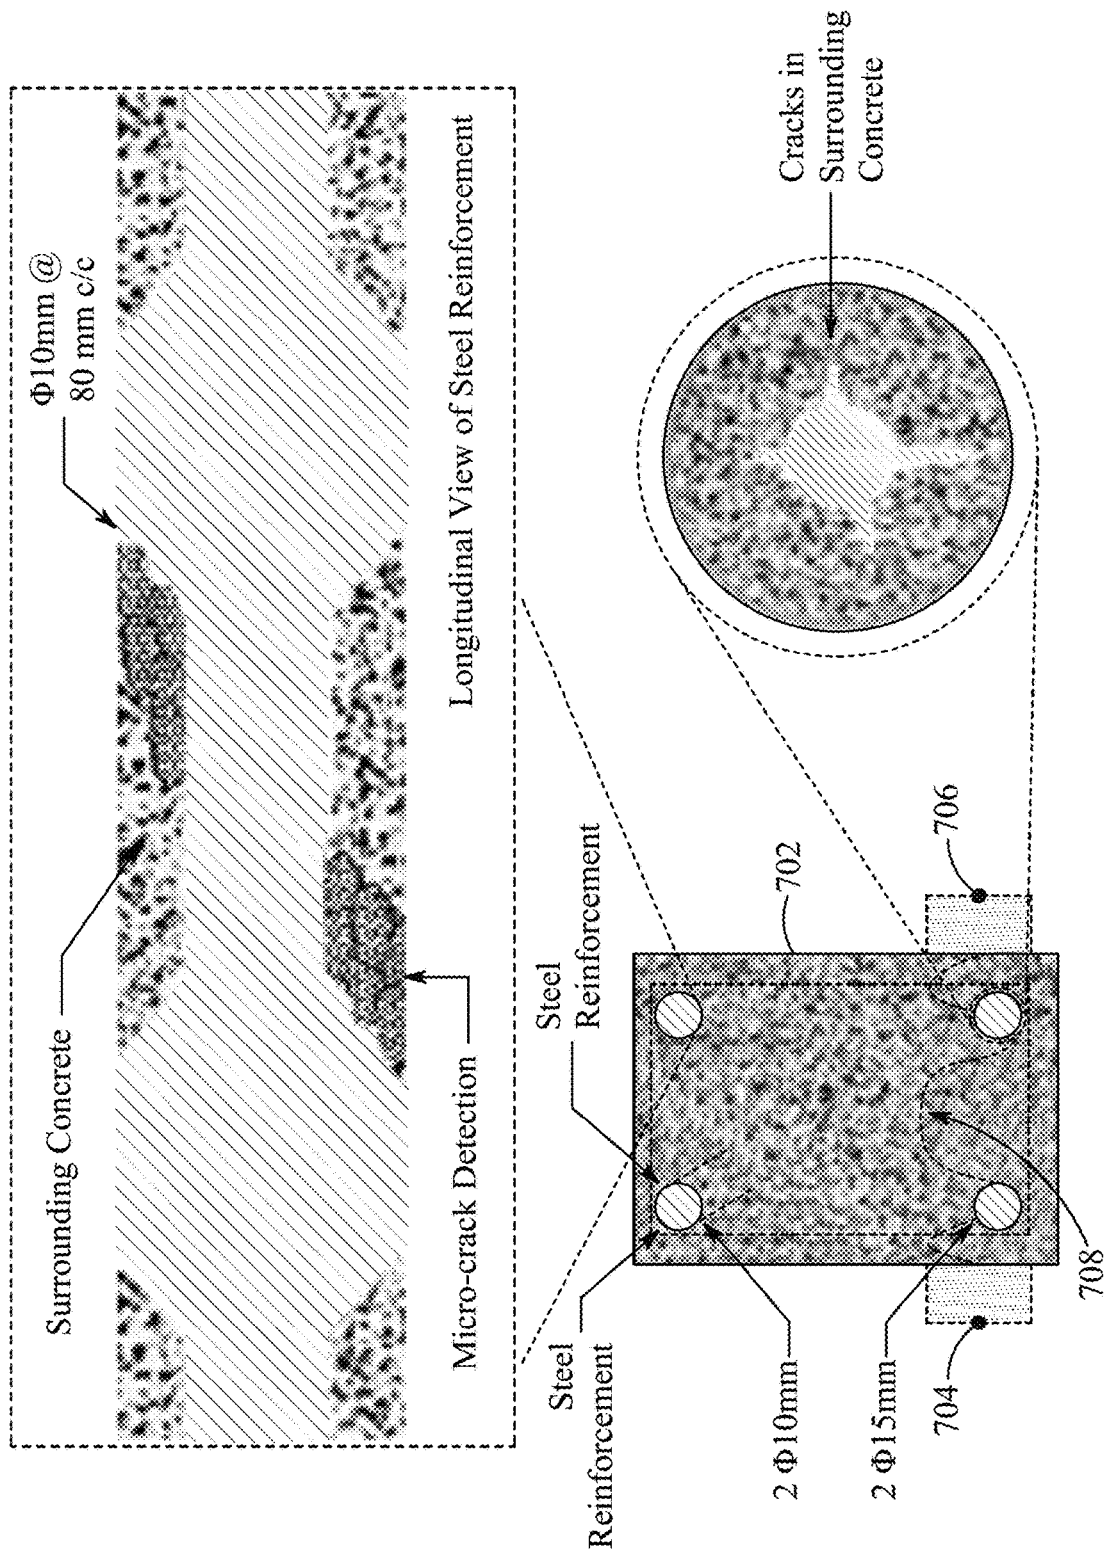 Surrounding Concrete
Φ10mm @
80 mm c/c
Micro-crack Detection
Longitudinal View of Steel Reinforcement
Steel
Reinforcement
Steel
Reinforcement
2 Φ10mm
2 Φ15mm
702
704
706
708
Cracks in
Surrounding
Concrete